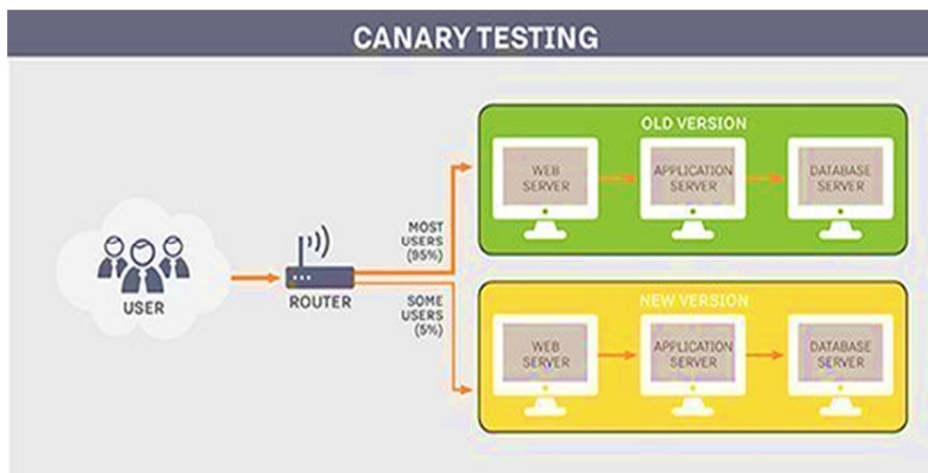 CANARY TESTING
USER
ROUTER
MOST
USERS
(95%)
SOME
USERS
(5%)
OLD VERSION
WEB
SERVER
APPLICATION
SERVER
DATABASE
SERVER
NEW VERSION
WEB
SERVER
APPLICATION
SERVER
DATABASE
SERVER